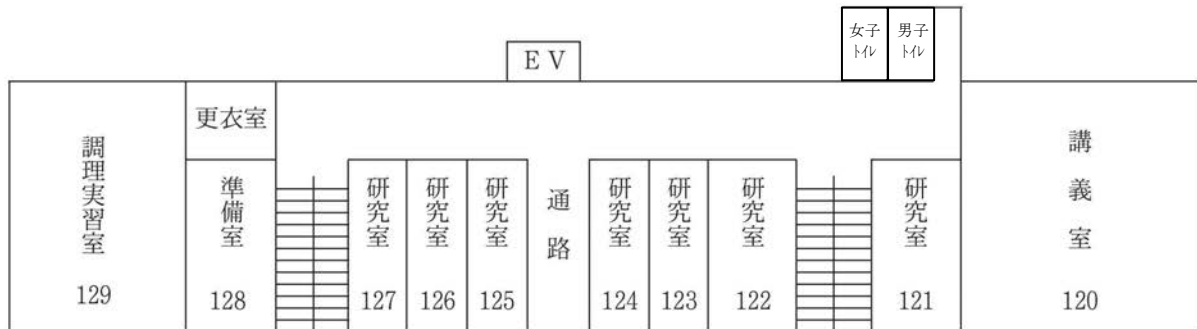 女子
トイレ
男子
トイレ
EV
更衣室
調理実習室
129
準備室
128
研究室
127
研究室
126
研究室
125
通路
研究室
124
研究室
123
研究室
122
研究室
121
講義室
120